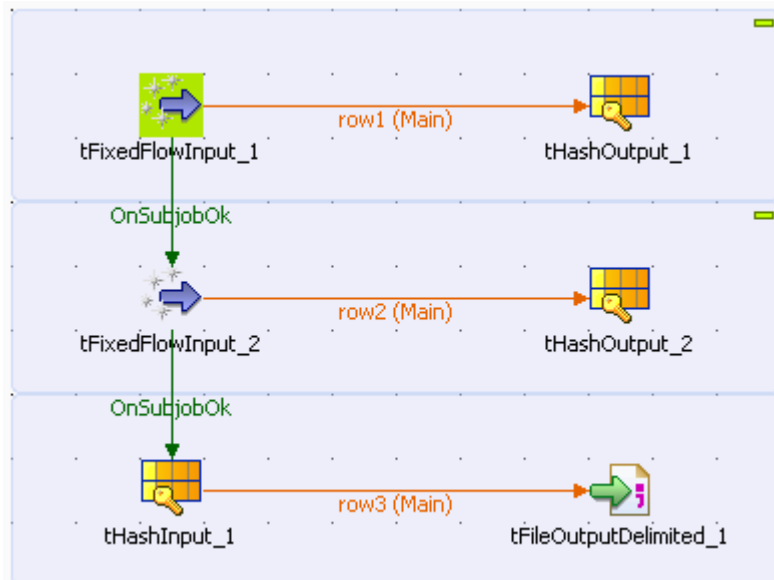 row1 (Main)
tFixedFlowInput_1
tHashOutput_1
OnSubjobOk
row2 (Main)
tFixedFlowInput_2
tHashOutput_2
OnSubjobOk
row3 (Main)
tHashInput_1
tFileOutputDelimited_1